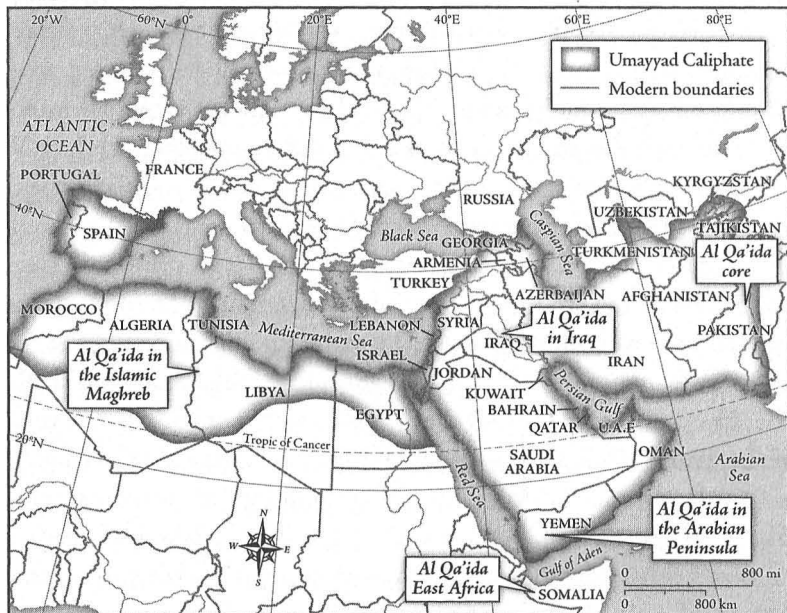 20°W
60°N
0°
20°E
40°E
60°N
80°E
Umayyad Caliphate
Modern boundaries
ATLANTIC
OCEAN
PORTUGAL
FRANCE
RUSSIA
KYRGYZSTAN
UZBEKISTAN
TAJIKISTAN
40°N
SPAIN
Black Sea
GEORGIA
Caspian Sea
TURKMENISTAN
ARMENIA
Al Qa'ida
core
TURKEY
AZERBAIJAN
AFGHANISTAN
MOROCCO
ALGERIA
TUNISIA
Mediterranean Sea
LEBANON
SYRIA
Al Qa'ida
in Iraq
PAKISTAN
ISRAEL
IRAQ
IRAN
Al Qa'ida in
the Islamic
Maghreb
JORDAN
LIBYA
EGYPT
KUWAIT
Persian Gulf
BAHRAIN
QATAR
U.A.E
20°N
Tropic of Cancer
SAUDI
ARABIA
OMAN
Arabian
Sea
Red Sea
N
W
E
S
YEMEN
Al Qa'ida in
the Arabian
Peninsula
Al Qa'ida
East Africa
Gulf of Aden
SOMALIA
0
800 mi
0
800 km